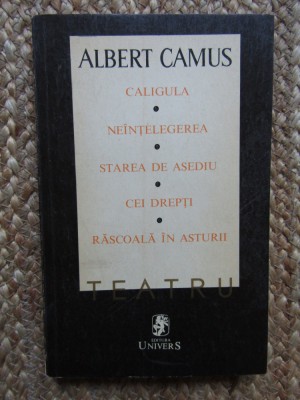 ALBERT CAMUS
CALIGULA
•
NEÎNȚELEGEREA
•
STAREA DE ASEDIU
•
CEI DREPȚI
•
RĂSCOALĂ ÎN ASTURII
TEATRU
EDITURA
UNIVERS